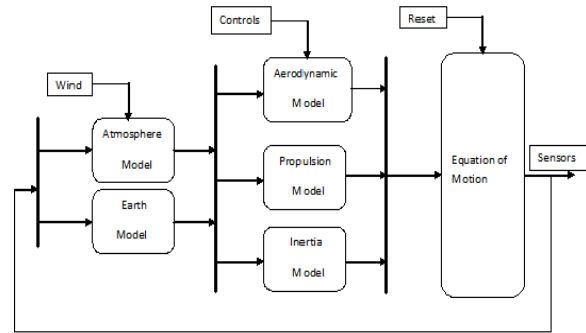 Controls
Reset
Wind
Aerodynamic
Model
Atmosphere
Model
Propulsion
Model
Equation of
Motion
Sensors
Earth
Model
Inertia
Model